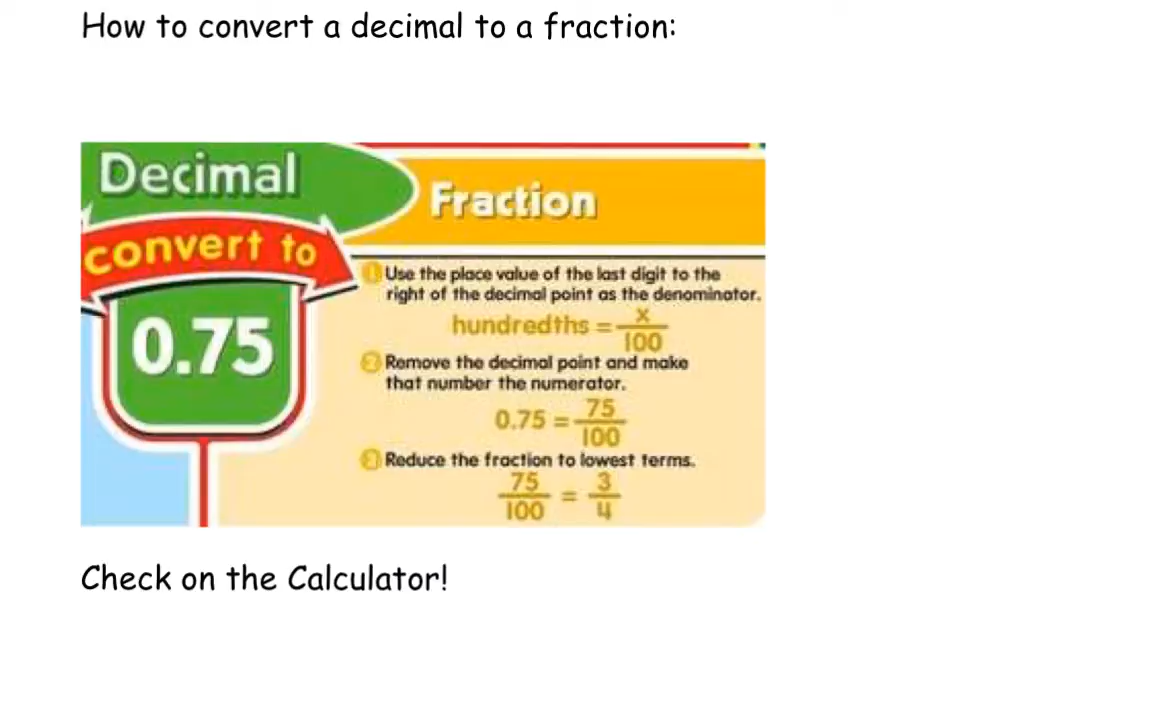 How to convert a decimal to a fraction:
Decimal
convert to
0.75
Fraction
1 Use the place value of the last digit to the
right of the decimal point as the denominator.
hundredths = x/100
2 Remove the decimal point and make
that number the numerator.
0.75 = 75/100
3 Reduce the fraction to lowest terms.
75/100 = 3/4
Check on the Calculator!